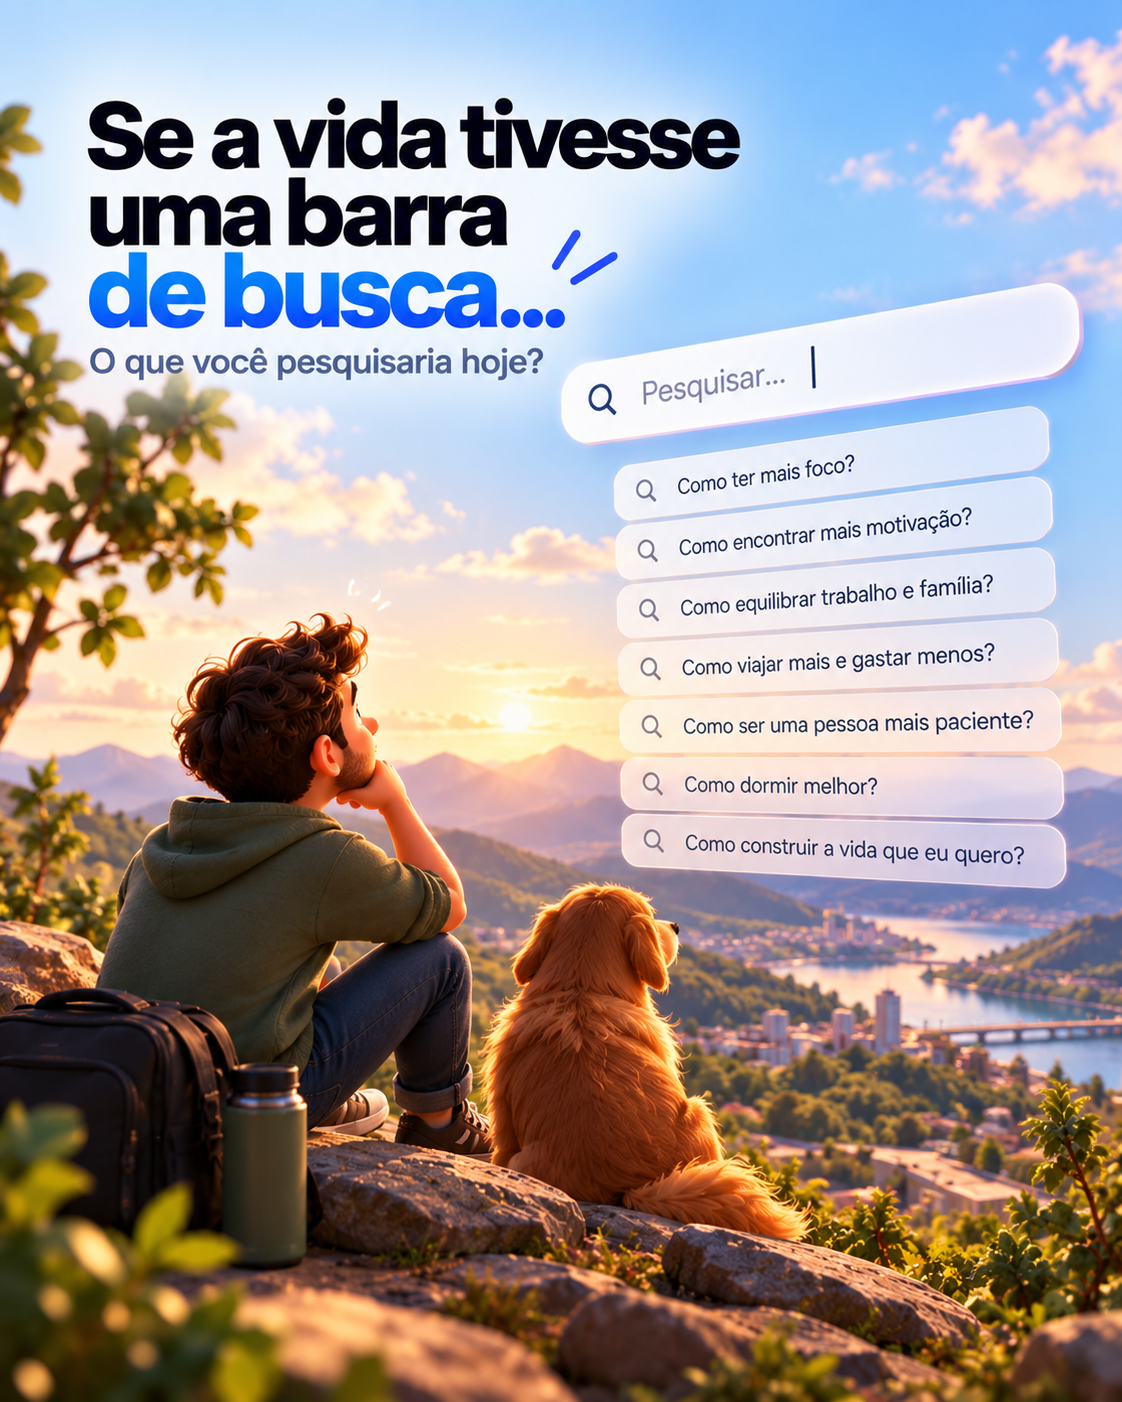 Se a vida tivesse
uma barra
de busca...
O que você pesquisaria hoje?
Pesquisar...
Como ter mais foco?
Como encontrar mais motivação?
Como equilibrar trabalho e família?
Como viajar mais e gastar menos?
Como ser uma pessoa mais paciente?
Como dormir melhor?
Como construir a vida que eu quero?